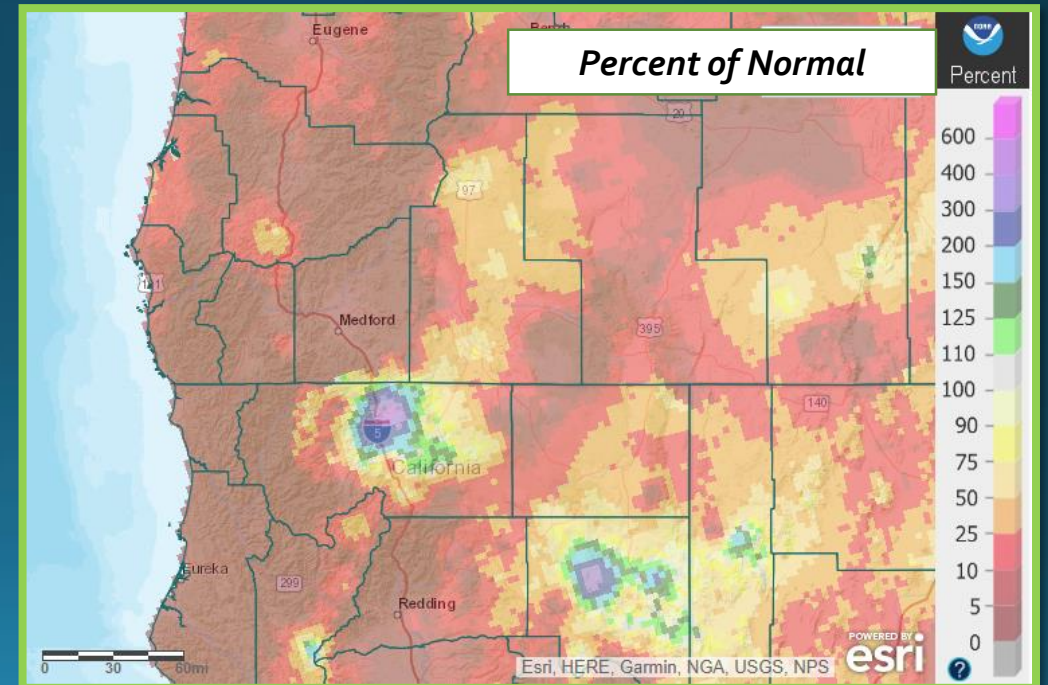 Eugene
Percent of Normal
NOAA
Percent
20
97
600
400
300
200
150
125
110
100
90
75
50
25
10
5
0
Medford
395
140
5
California
Eureka
299
Redding
0 30 60mi
Esri, HERE, Garmin, NGA, USGS, NPS
POWERED BY
esri
?